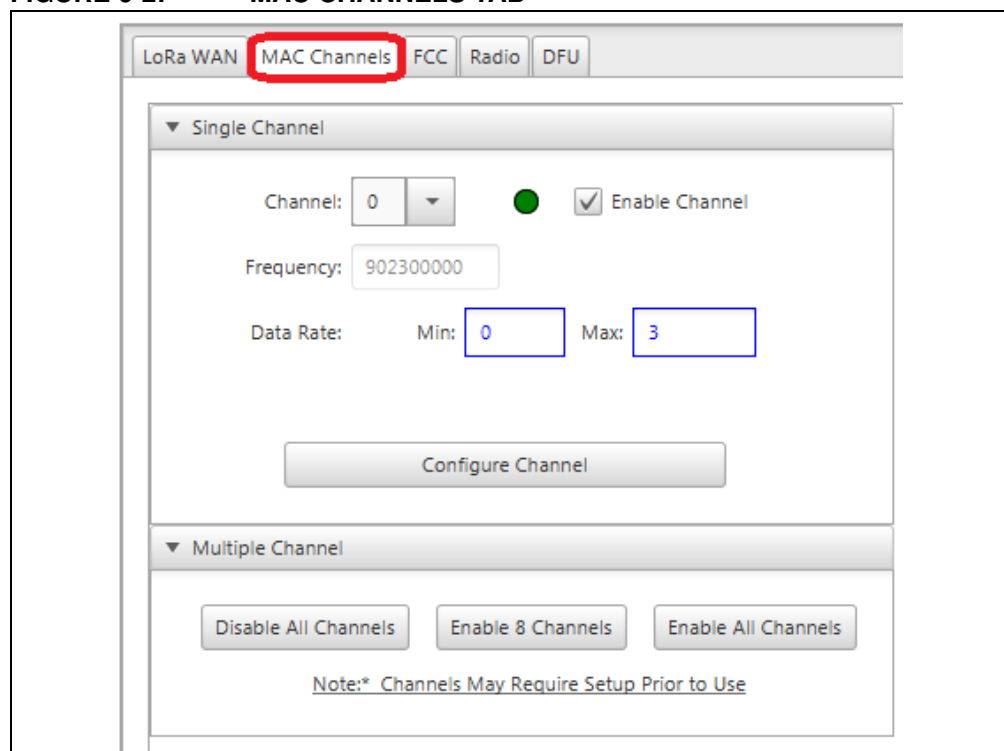 LoRa WAN MAC Channels FCC Radio DFU
Single Channel
Channel: 0 Enable Channel
Frequency: 902300000
Data Rate: Min: 0 Max: 3
Configure Channel
Multiple Channel
Disable All Channels Enable 8 Channels Enable All Channels
Note:* Channels May Require Setup Prior to Use